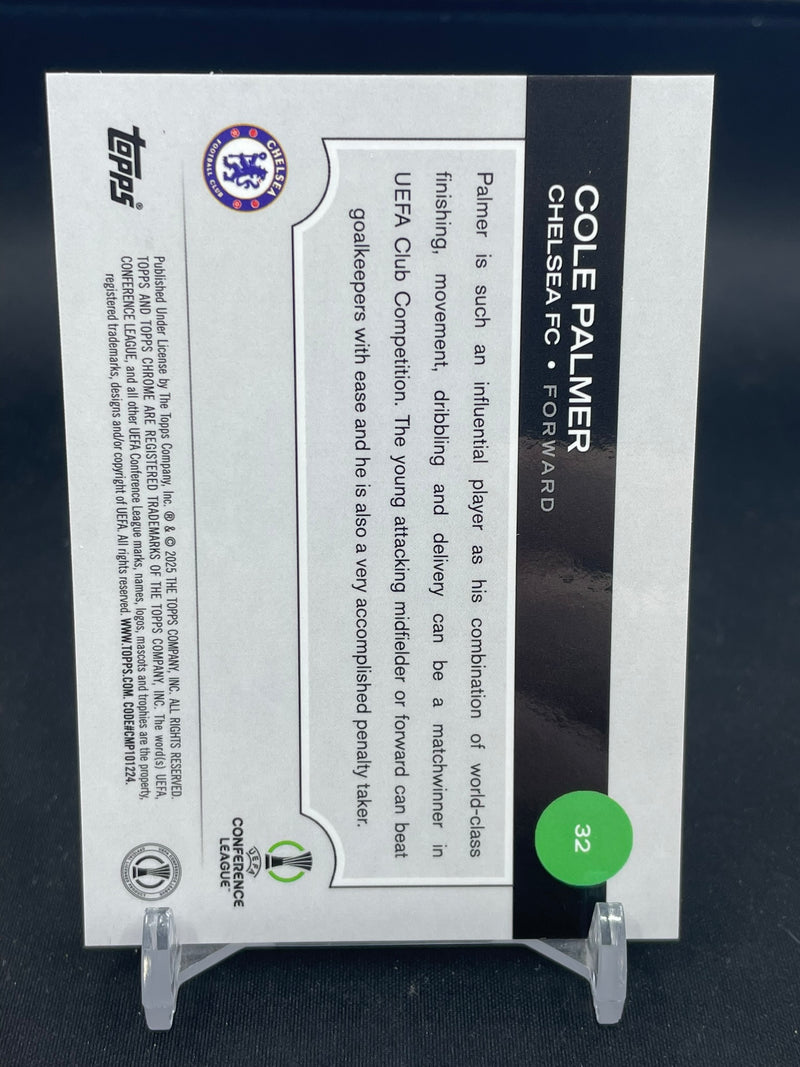 COLE PALMER
CHELSEA FC • FORWARD
32
Palmer is such an influential player as his combination of world-class
finishing, movement, dribbling and delivery can be a matchwinner in
UEFA Club Competition. The young attacking midfielder or forward can beat
goalkeepers with ease and he is also a very accomplished penalty taker.
CHELSEA
FOOTBALL CLUB
UEFA
CONFERENCE
LEAGUE™
topps®
Published Under License by The Topps Company, Inc. ® & © 2025 THE TOPPS COMPANY, INC. ALL RIGHTS RESERVED.
TOPPS AND TOPPS CHROME ARE REGISTERED TRADEMARKS OF THE TOPPS COMPANY, INC. The word(s) UEFA,
CONFERENCE LEAGUE, and all other UEFA Conference League marks, names, logos, mascots and trophies are the property,
registered trademarks, designs and/or copyright of UEFA. All rights reserved. WWW.TOPPS.COM. CODE#CMP101224.